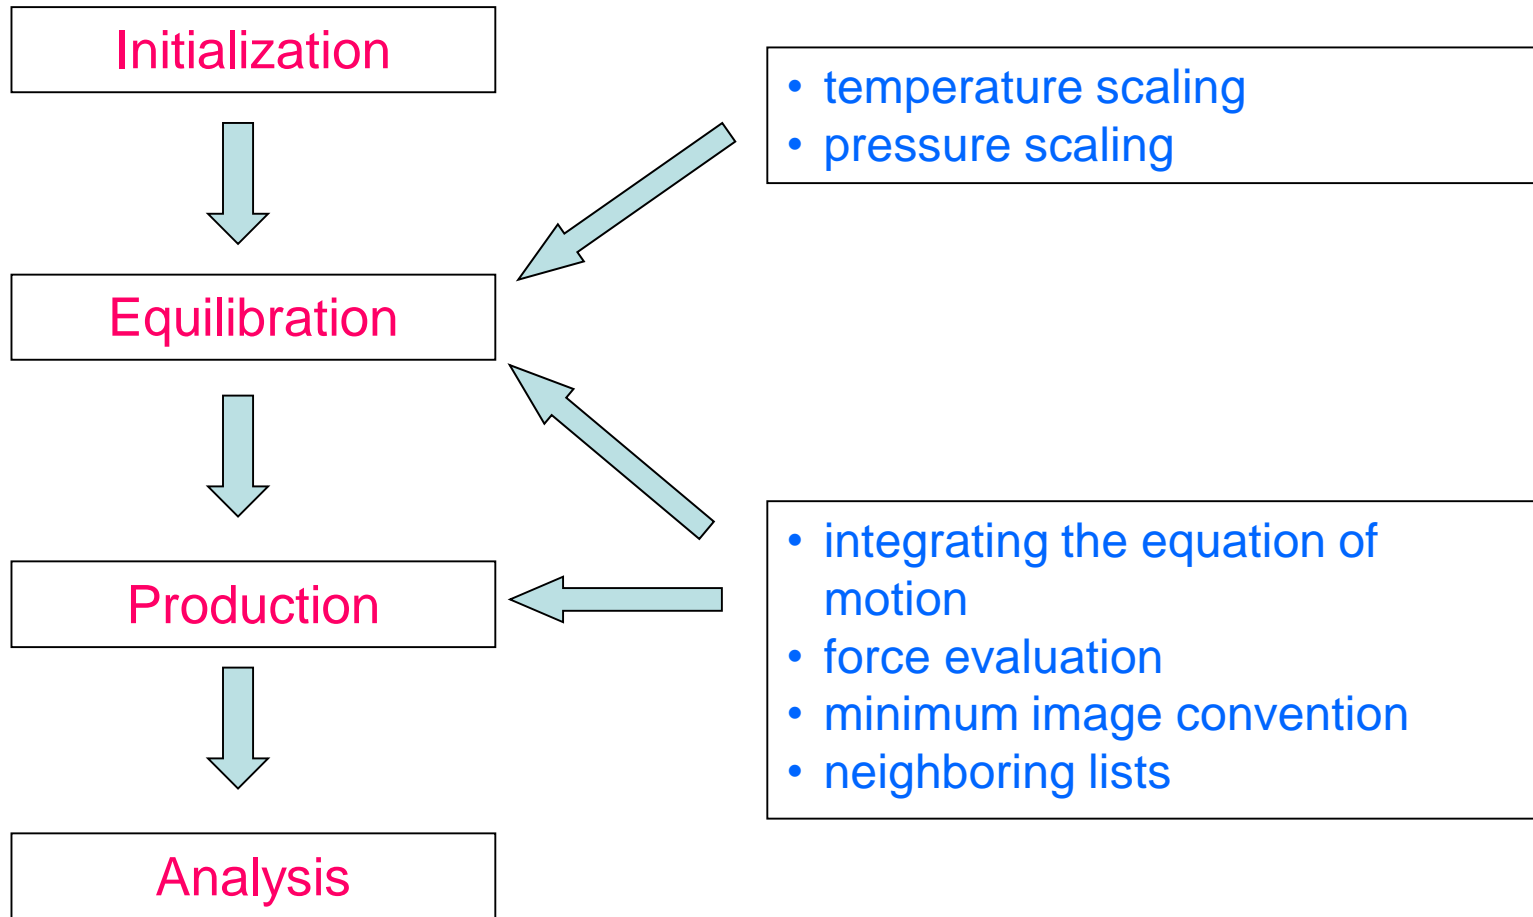 Initialization
• temperature scaling
• pressure scaling
Equilibration
• integrating the equation of
motion
• force evaluation
• minimum image convention
• neighboring lists
Production
Analysis